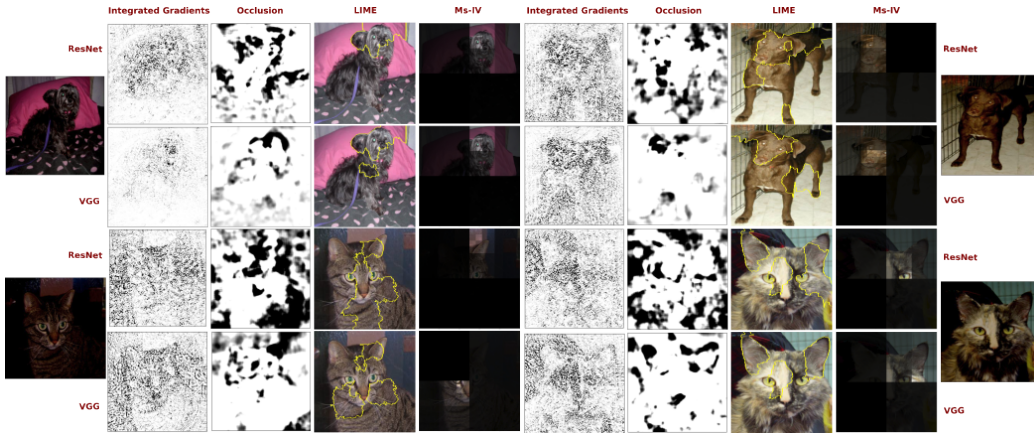 Integrated Gradients Occlusion LIME Ms-IV Integrated Gradients Occlusion LIME Ms-IV
ResNet ResNet
VGG VGG
ResNet ResNet
VGG VGG